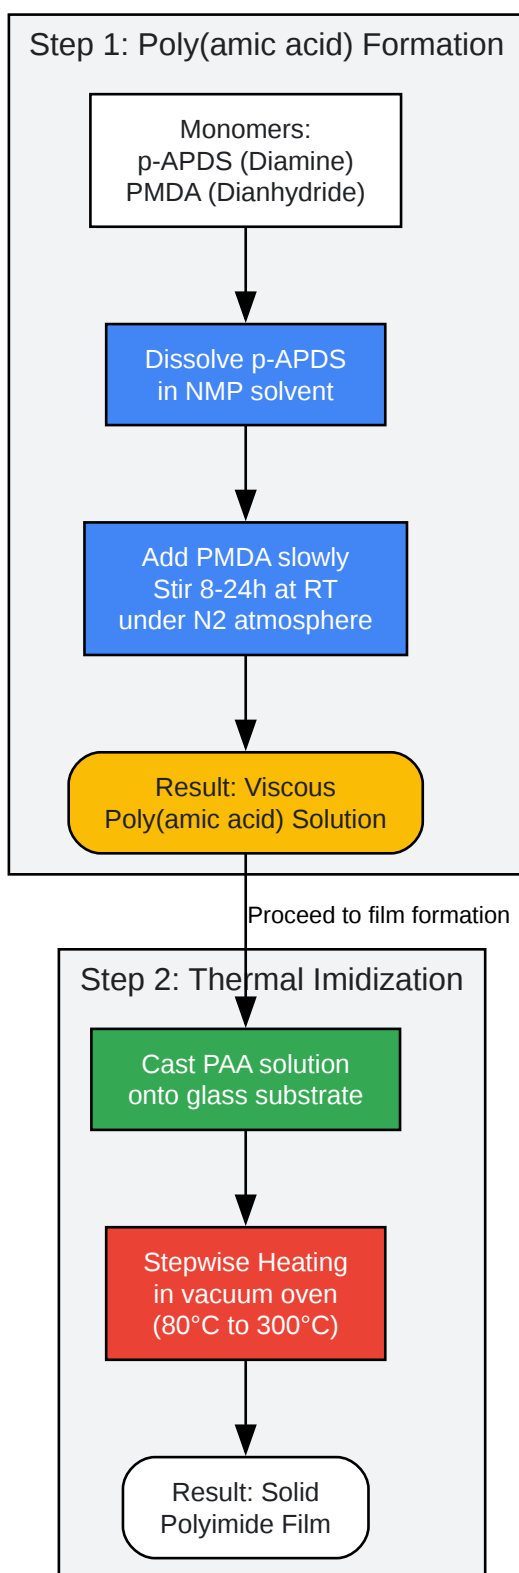 Step 1: Poly(amic acid) Formation
Monomers:
p-APDS (Diamine)
PMDA (Dianhydride)
Dissolve p-APDS
in NMP solvent
Add PMDA slowly
Stir 8-24h at RT
under N2 atmosphere
Result: Viscous
Poly(amic acid) Solution
Proceed to film formation
Step 2: Thermal Imidization
Cast PAA solution
onto glass substrate
Stepwise Heating
in vacuum oven
(80°C to 300°C)
Result: Solid
Polyimide Film